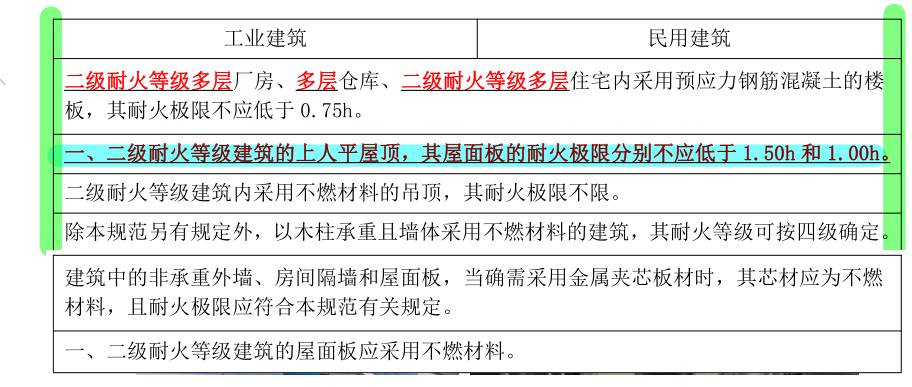 工业建筑 民用建筑
二级耐火等级多层厂房、多层仓库、二级耐火等级多层住宅内采用预应力钢筋混凝土的楼
板，其耐火极限不应低于 0.75h。
一、二级耐火等级建筑的上人平屋顶，其屋面板的耐火极限分别不应低于 1.50h 和 1.00h。
二级耐火等级建筑内采用不燃材料的吊顶，其耐火极限不限。
除本规范另有规定外，以木柱承重且墙体采用不燃材料的建筑，其耐火等级可按四级确定。
建筑中的非承重外墙、房间隔墙和屋面板，当确需采用金属夹芯板材时，其芯材应为不燃
材料，且耐火极限应符合本规范有关规定。
一、二级耐火等级建筑的屋面板应采用不燃材料。